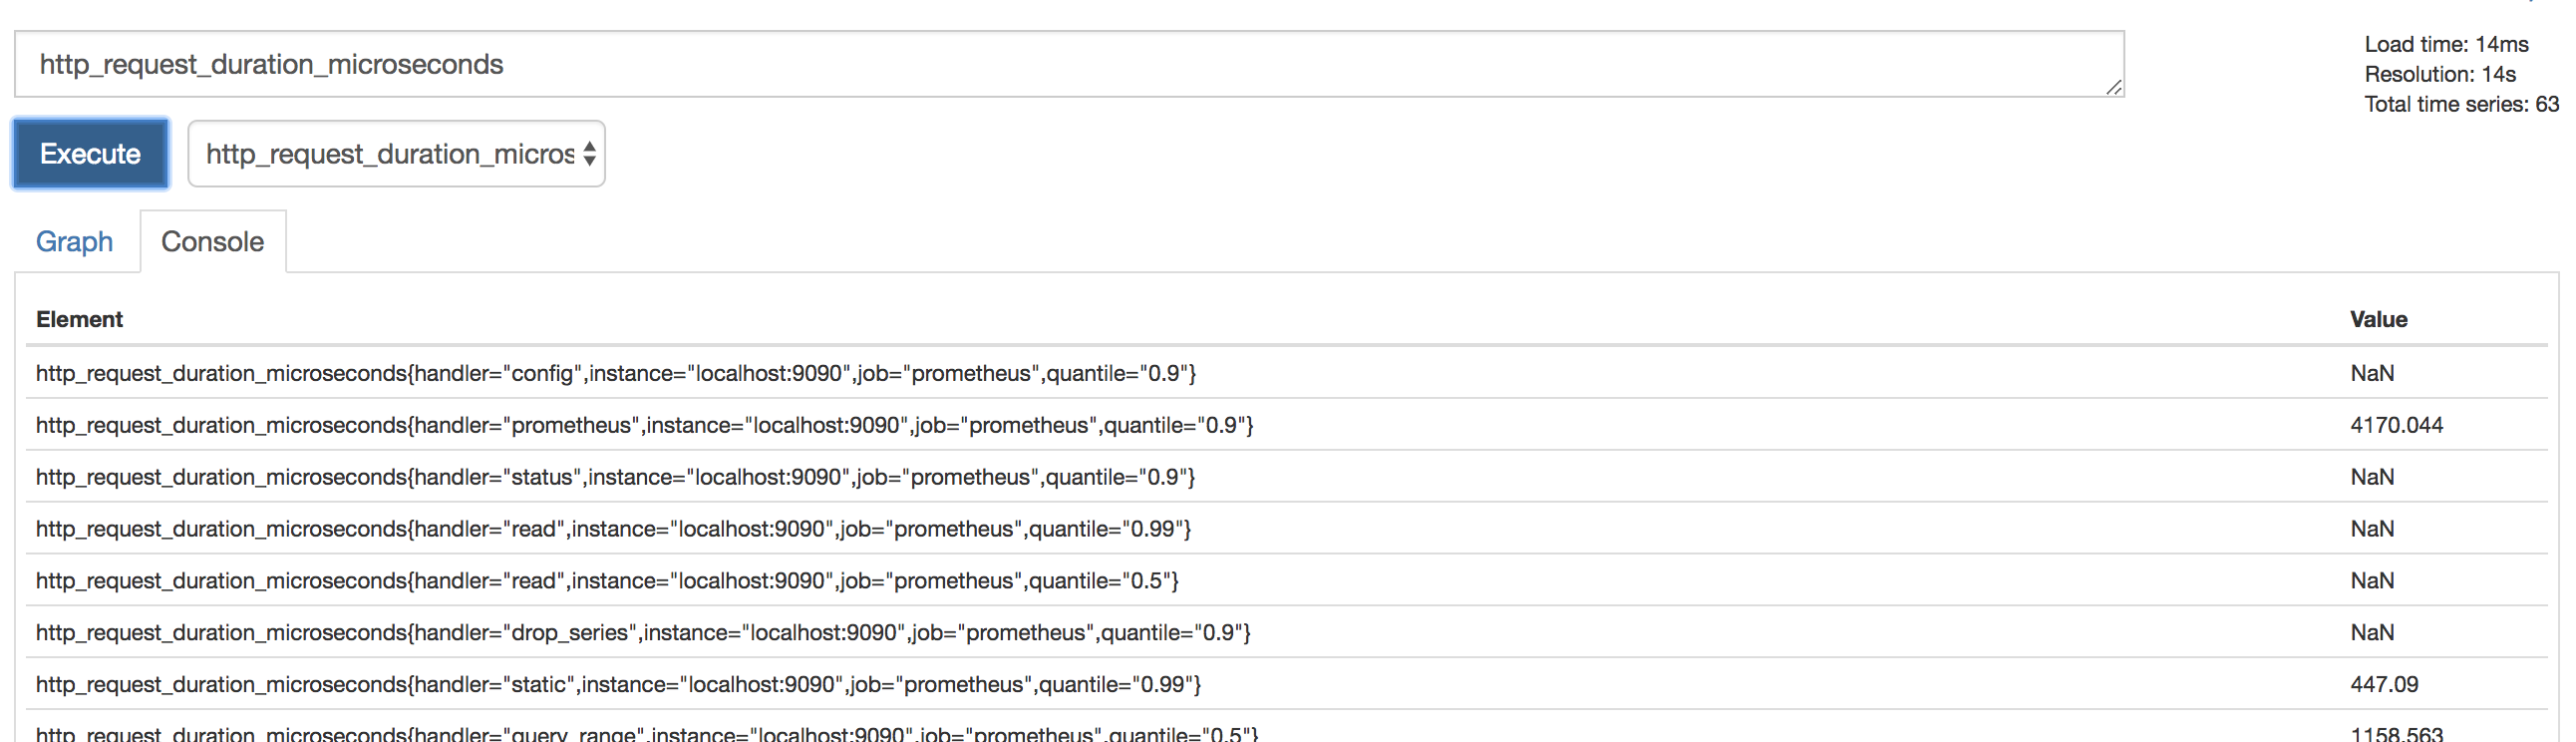 http_request_duration_microseconds
Load time: 14ms
Resolution: 14s
Total time series: 63
Execute
http_request_duration_micros
Graph
Console
Element Value
http_request_duration_microseconds{handler="config",instance="localhost:9090",job="prometheus",quantile="0.9"} NaN
http_request_duration_microseconds{handler="prometheus",instance="localhost:9090",job="prometheus",quantile="0.9"} 4170.044
http_request_duration_microseconds{handler="status",instance="localhost:9090",job="prometheus",quantile="0.9"} NaN
http_request_duration_microseconds{handler="read",instance="localhost:9090",job="prometheus",quantile="0.99"} NaN
http_request_duration_microseconds{handler="read",instance="localhost:9090",job="prometheus",quantile="0.5"} NaN
http_request_duration_microseconds{handler="drop_series",instance="localhost:9090",job="prometheus",quantile="0.9"} NaN
http_request_duration_microseconds{handler="static",instance="localhost:9090",job="prometheus",quantile="0.99"} 447.09
http_request_duration_microseconds{handler="query_range",instance="localhost:9090",job="prometheus",quantile="0.5"} 1158.563